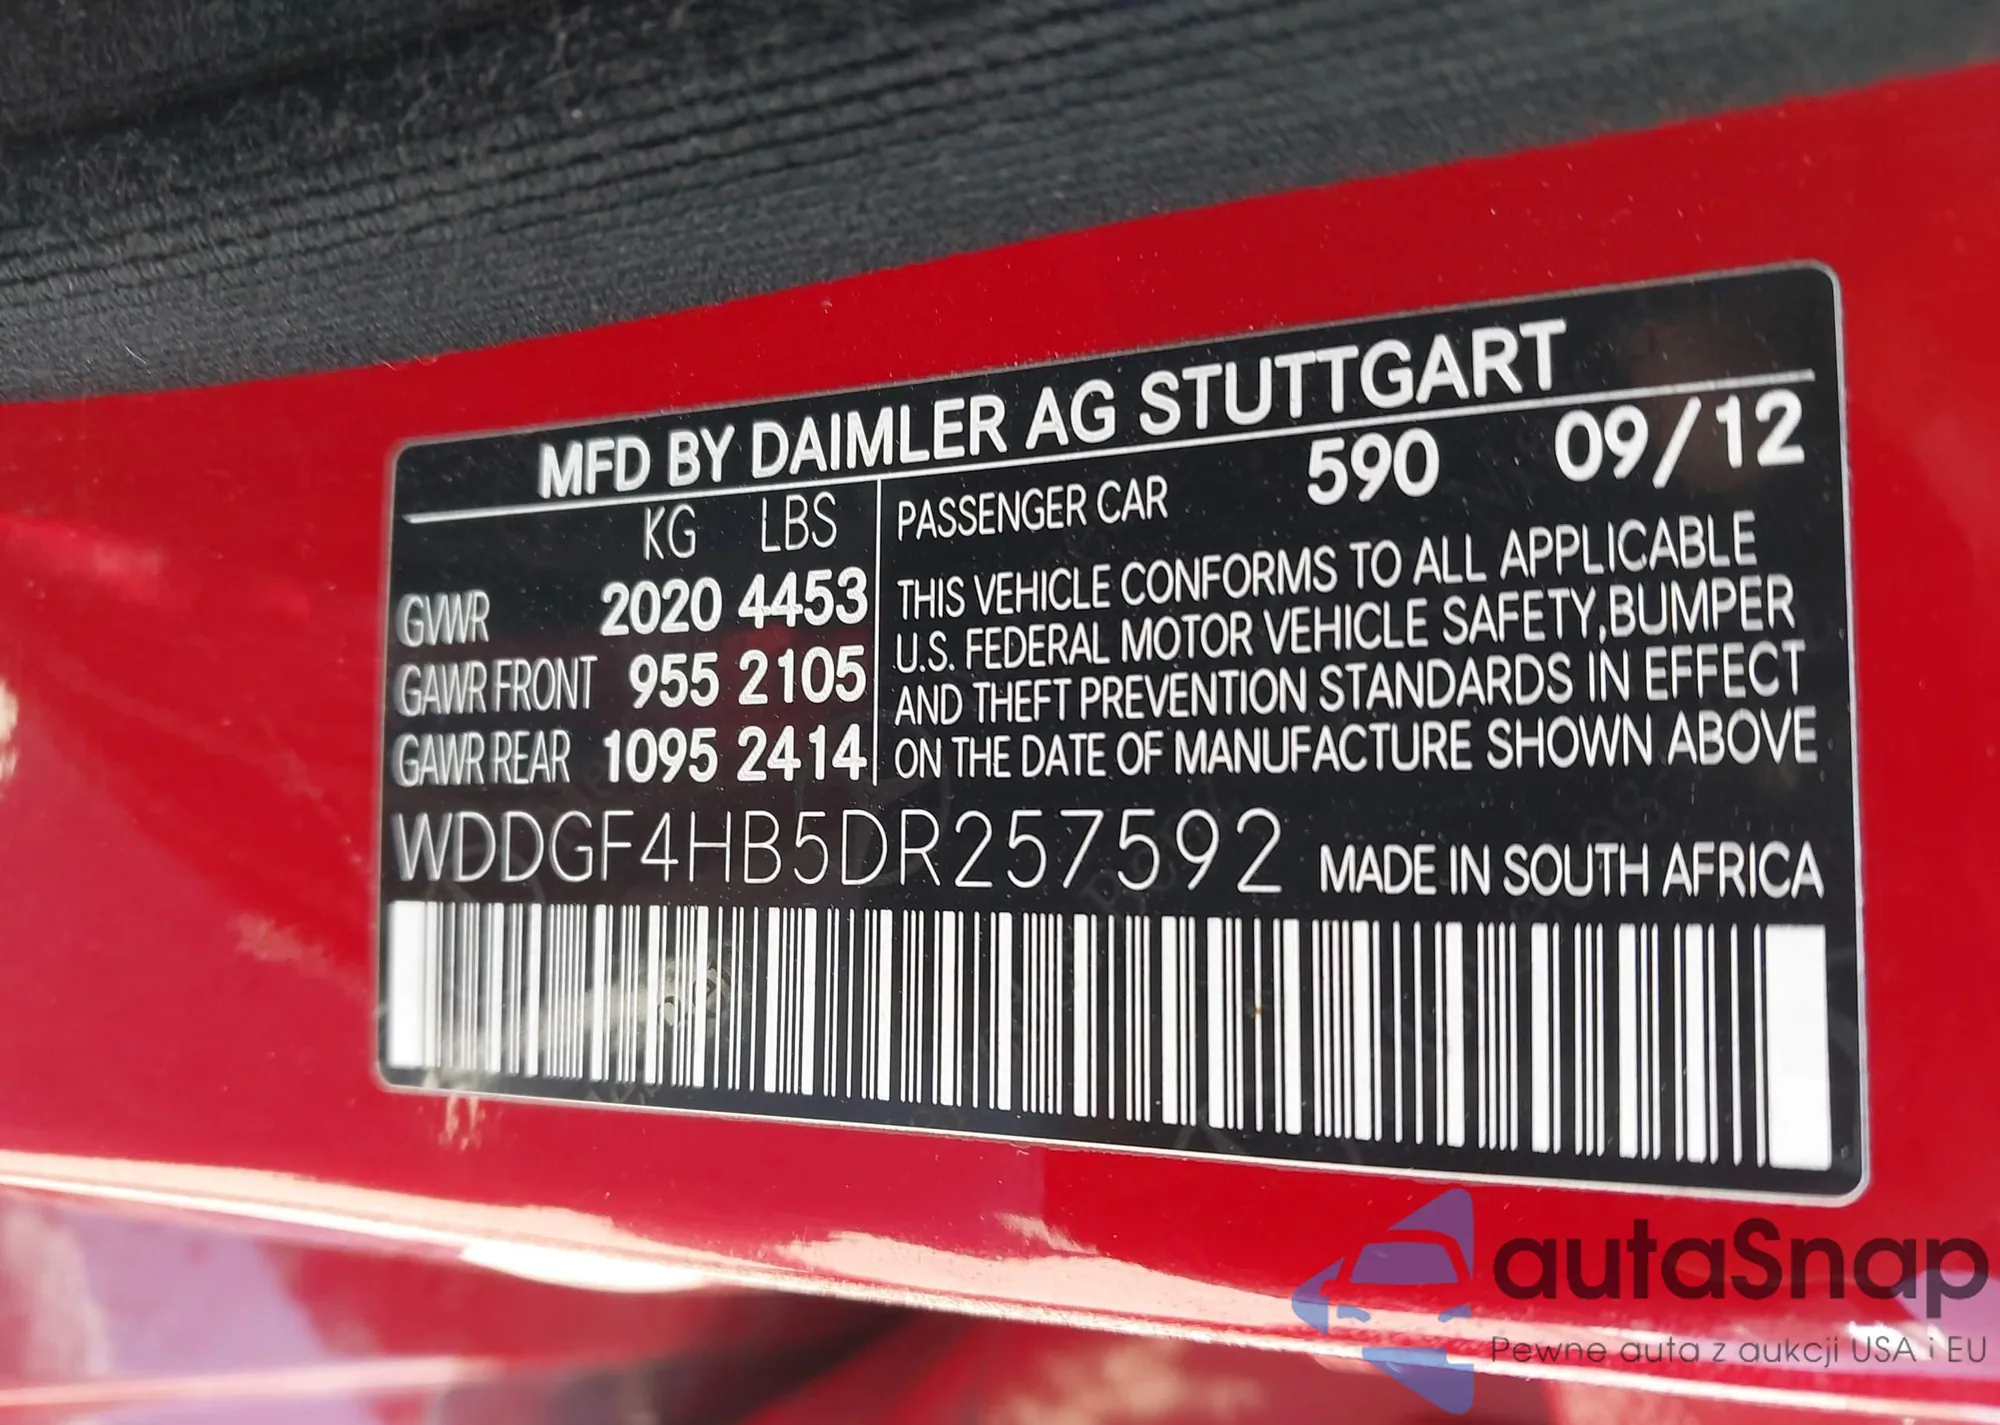 MFD BY DAIMLER AG STUTTGART
KG LBS
GVWR 2020 4453
GAWR FRONT 955 2105
GAWR REAR 1095 2414
PASSENGER CAR 590 09/12
THIS VEHICLE CONFORMS TO ALL APPLICABLE
U.S. FEDERAL MOTOR VEHICLE SAFETY,BUMPER
AND THEFT PREVENTION STANDARDS IN EFFECT
ON THE DATE OF MANUFACTURE SHOWN ABOVE
WDDGF4HB5DR257592 MADE IN SOUTH AFRICA
autaSnap
Pewne auta z aukcji USA i EU